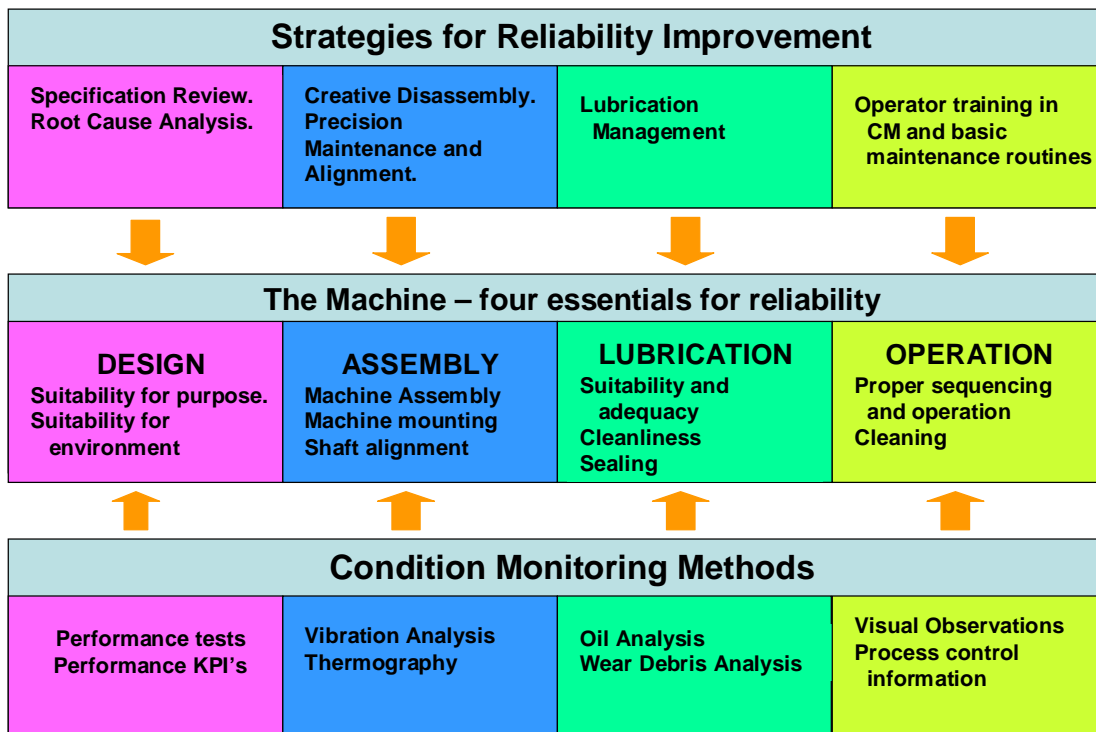 Strategies for Reliability Improvement
Specification Review.
Root Cause Analysis.
Creative Disassembly.
Precision
Maintenance and
Alignment.
Lubrication
Management
Operator training in
CM and basic
maintenance routines
The Machine – four essentials for reliability
DESIGN
Suitability for purpose.
Suitability for
environment
ASSEMBLY
Machine Assembly
Machine mounting
Shaft alignment
LUBRICATION
Suitability and
adequacy
Cleanliness
Sealing
OPERATION
Proper sequencing
and operation
Cleaning
Condition Monitoring Methods
Performance tests
Performance KPI's
Vibration Analysis
Thermography
Oil Analysis
Wear Debris Analysis
Visual Observations
Process control
information